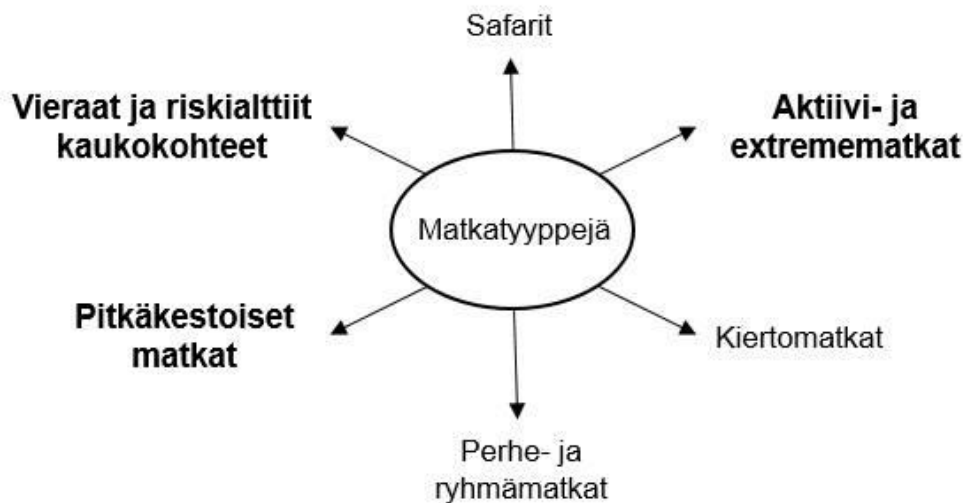 Safarit
Vieraat ja riskialttiit
kaukokohteet
Aktiivi- ja
extremematkat
Matkatyyppejä
Pitkäkestoiset
matkat
Kiertomatkat
Perhe- ja
ryhmämatkat